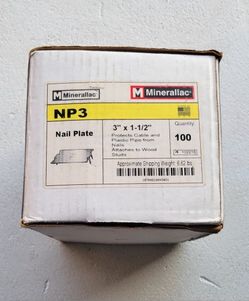 M Minerallac
M Minerallac
NP3
Nail Plate
3" x 1-1/2"
Protects Cable and
Plastic Pipe from
Nails
Attaches to Wood
Studs
Quantity
100
Approximate Shipping Weight: 6.62 lbs